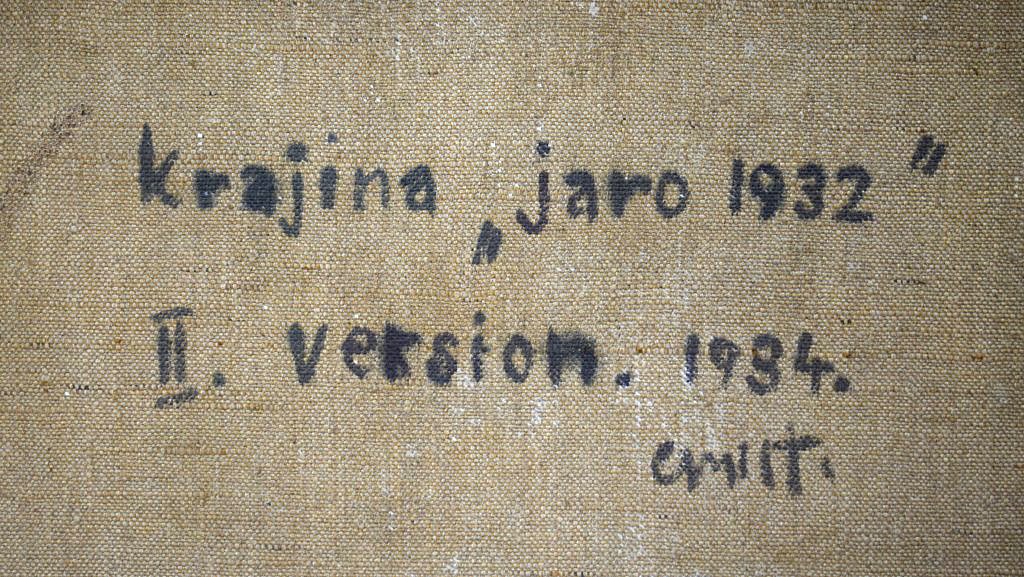 krajina „jaro 1932"
II. version. 1934.